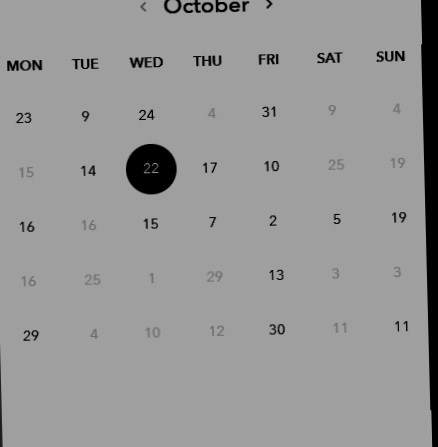 ‹ October ›
MON TUE WED THU FRI SAT SUN
23 9 24 4 31 9 4
15 14 22 17 10 25 19
16 16 15 7 2 5 19
16 25 1 29 13 3 3
29 4 10 12 30 11 11